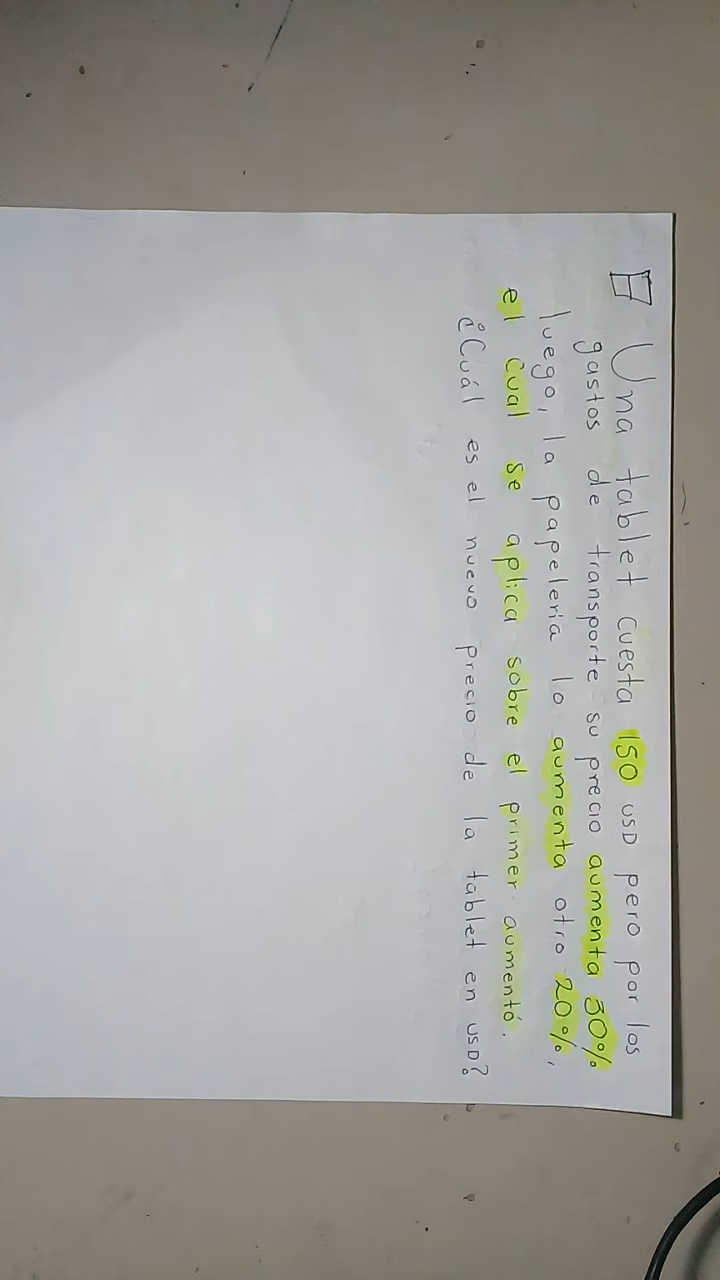 Una tablet cuesta 150 USD pero por los
gastos de transporte su precio aumenta 30%
luego, la papelería lo aumenta otro 20%,
el cual se aplica sobre el primer aumentó.
¿Cuál es el nuevo precio de la tablet en USD?